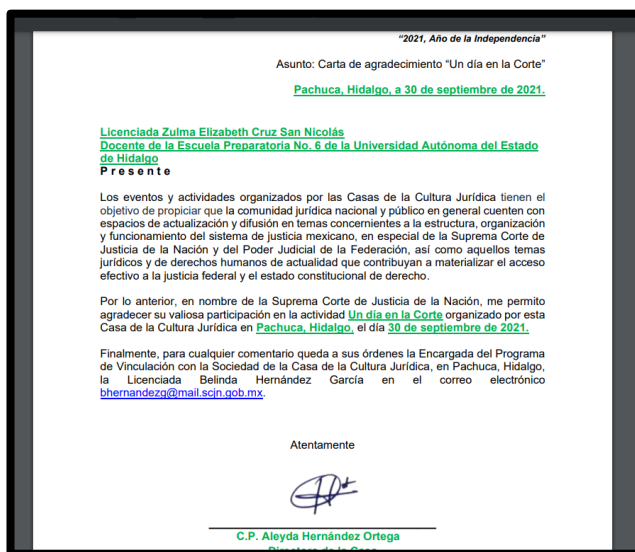 “2021, Año de la Independencia”
Asunto: Carta de agradecimiento “Un día en la Corte”
Pachuca, Hidalgo, a 30 de septiembre de 2021.
Licenciada Zulma Elizabeth Cruz San Nicolás
Docente de la Escuela Preparatoria No. 6 de la Universidad Autónoma del Estado
de Hidalgo
P r e s e n t e
Los eventos y actividades organizados por las Casas de la Cultura Jurídica tienen el
objetivo de propiciar que la comunidad jurídica nacional y público en general cuenten con
espacios de actualización y difusión en temas concernientes a la estructura, organización
y funcionamiento del sistema de justicia mexicano, en especial de la Suprema Corte de
Justicia de la Nación y del Poder Judicial de la Federación, así como aquellos temas
jurídicos y de derechos humanos de actualidad que contribuyan a materializar el acceso
efectivo a la justicia federal y el estado constitucional de derecho.
Por lo anterior, en nombre de la Suprema Corte de Justicia de la Nación, me permito
agradecer su valiosa participación en la actividad Un día en la Corte organizado por esta
Casa de la Cultura Jurídica en Pachuca, Hidalgo, el día 30 de septiembre de 2021.
Finalmente, para cualquier comentario queda a sus órdenes la Encargada del Programa
de Vinculación con la Sociedad de la Casa de la Cultura Jurídica, en Pachuca, Hidalgo,
la Licenciada Belinda Hernández García en el correo electrónico
bhernandezg@mail.scjn.gob.mx.
Atentamente
C.P. Aleyda Hernández Ortega
Directora de la Casa